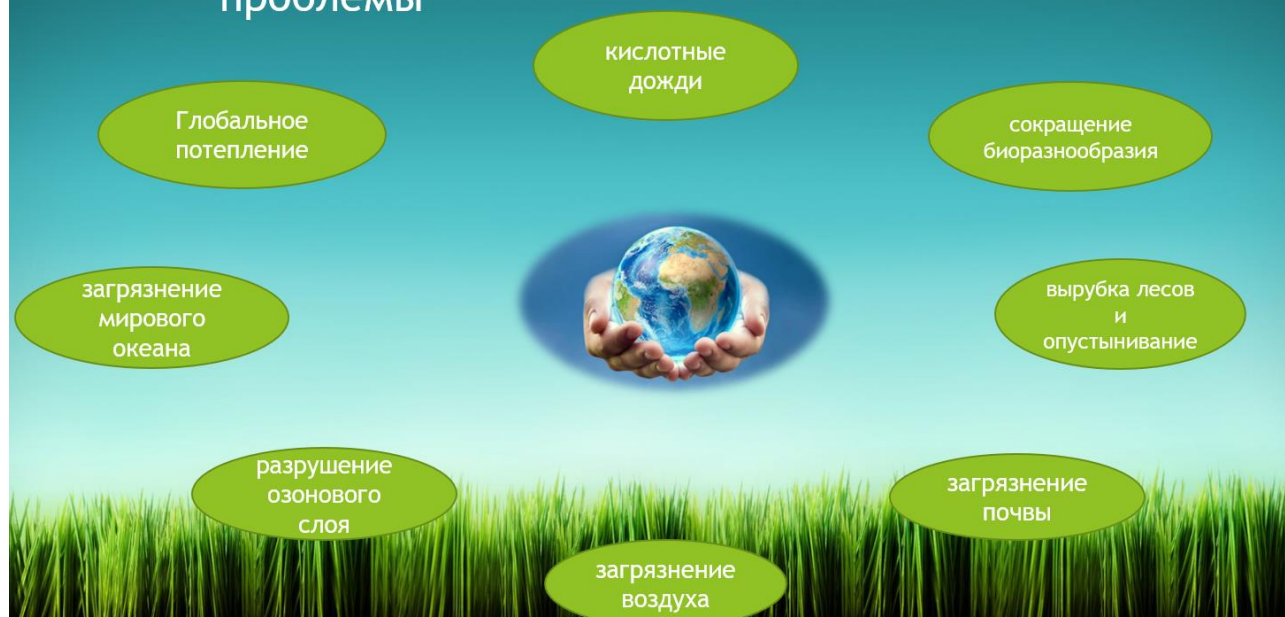 проблемы
кислотные
дожди
Глобальное
потепление
сокращение
биоразнообразия
загрязнение
мирового
океана
вырубка лесов
и
опустынивание
разрушение
озонового
слоя
загрязнение
почвы
загрязнение
воздуха